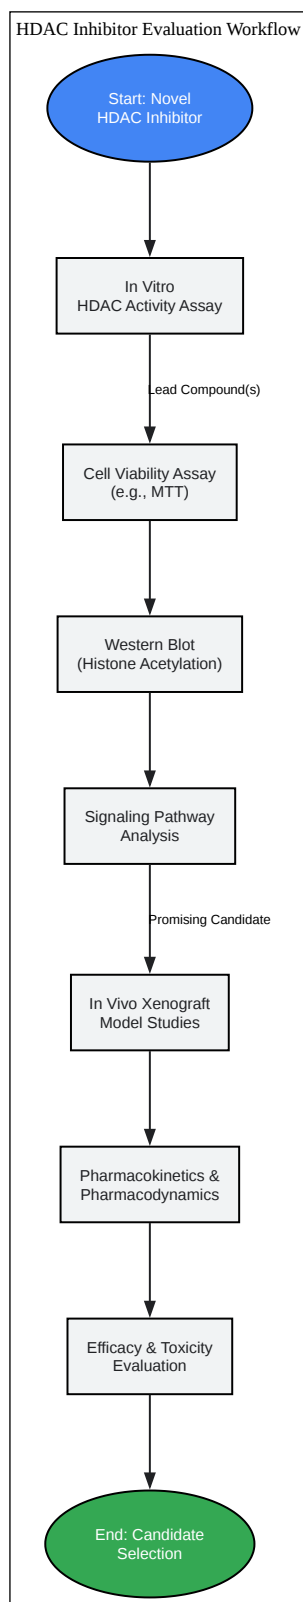 HDAC Inhibitor Evaluation Workflow
Start: Novel
HDAC Inhibitor
In Vitro
HDAC Activity Assay
Lead Compound(s)
Cell Viability Assay
(e.g., MTT)
Western Blot
(Histone Acetylation)
Signaling Pathway
Analysis
Promising Candidate
In Vivo Xenograft
Model Studies
Pharmacokinetics &
Pharmacodynamics
Efficacy & Toxicity
Evaluation
End: Candidate
Selection